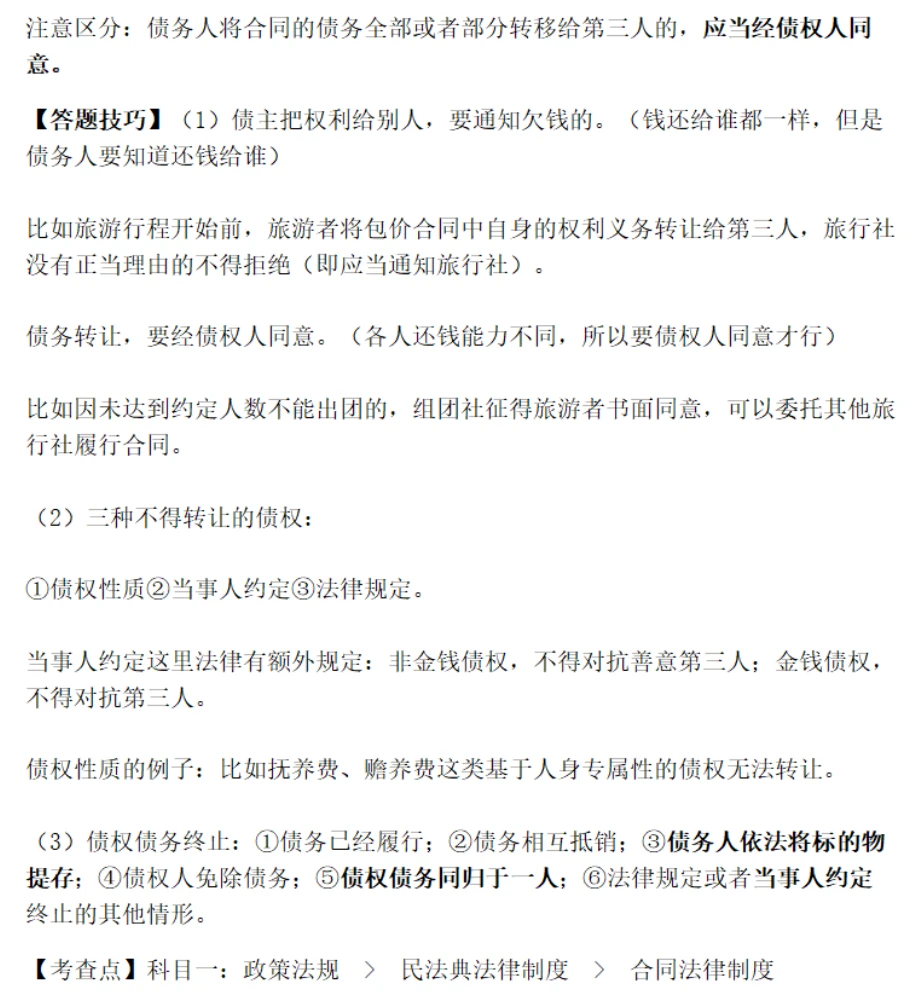 注意区分：债务人将合同的债务全部或者部分转移给第三人的，应当经债权人同
意。
【答题技巧】（1）债主把权利给别人，要通知欠钱的。（钱还给谁都一样，但是
债务人要知道还钱给谁）
比如旅游行程开始前，旅游者将包价合同中自身的权利义务转让给第三人，旅行社
没有正当理由的不得拒绝（即应当通知旅行社）。
债务转让，要经债权人同意。（各人还钱能力不同，所以要债权人同意才行）
比如因未达到约定人数不能出团的，组团社征得旅游者书面同意，可以委托其他旅
行社履行合同。
（2）三种不得转让的债权：
①债权性质②当事人约定③法律规定。
当事人约定这里法律有额外规定：非金钱债权，不得对抗善意第三人；金钱债权，
不得对抗第三人。
债权性质的例子：比如抚养费、赡养费这类基于人身专属性的债权无法转让。
（3）债权债务终止：①债务已经履行；②债务相互抵销；③债务人依法将标的物
提存；④债权人免除债务；⑤债权债务同归于一人；⑥法律规定或者当事人约定
终止的其他情形。
【考查点】科目一：政策法规 > 民法典法律制度 > 合同法律制度